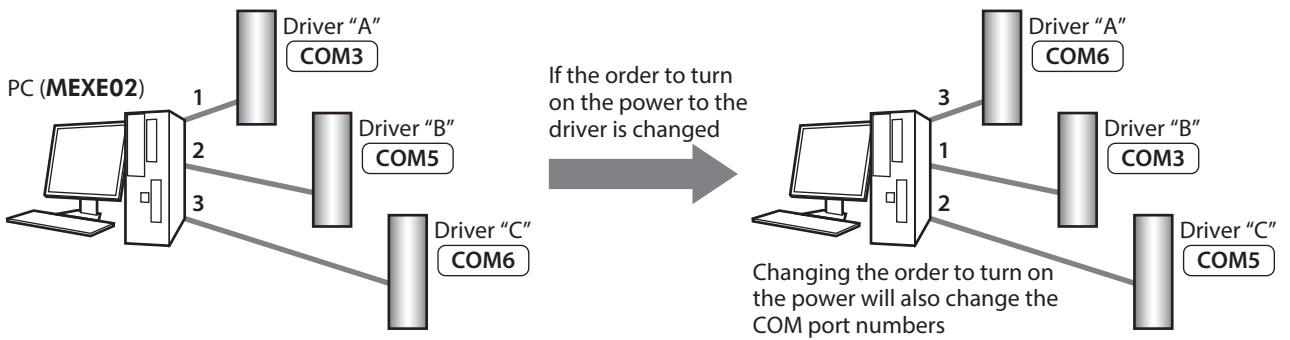 Driver “A”
COM3
PC (MEXE02)
1
Driver “B”
COM5
2
3
Driver “C”
COM6
If the order to turn
on the power to the
driver is changed
Driver “A”
COM6
3
Driver “B”
COM3
1
2
Driver “C”
COM5
Changing the order to turn on
the power will also change the
COM port numbers